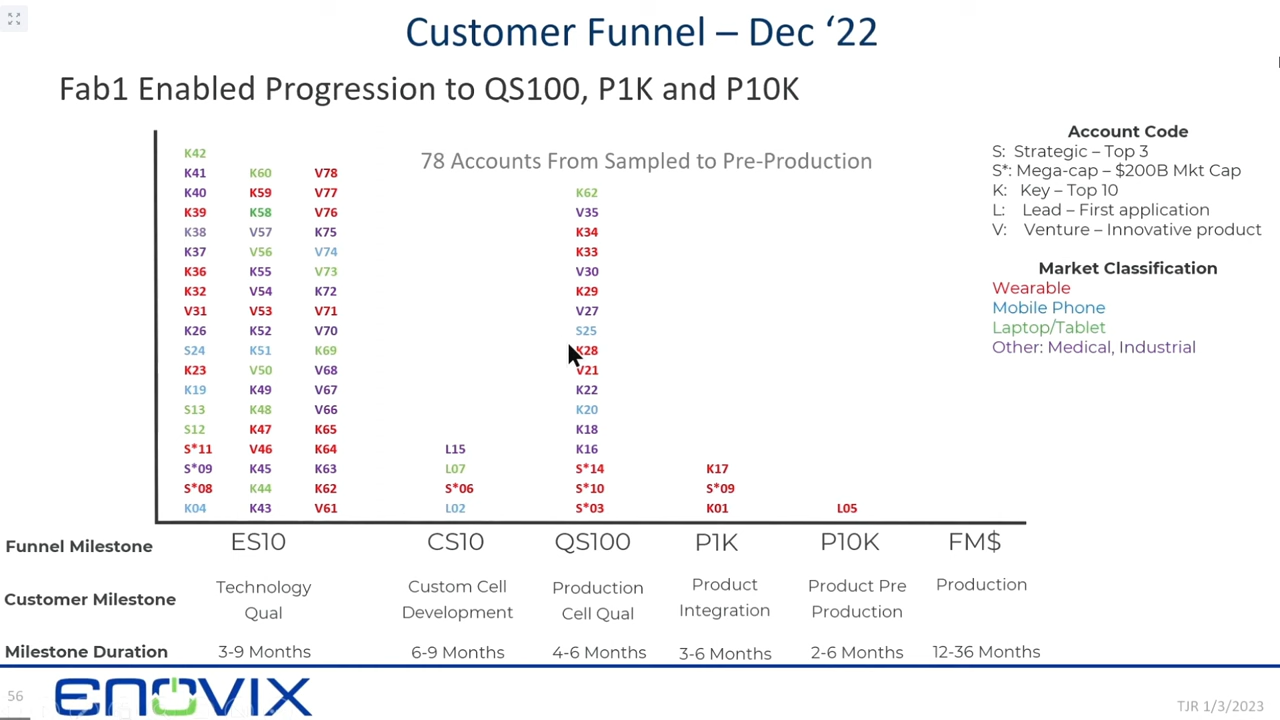 Customer Funnel – Dec ‘22
Fab1 Enabled Progression to QS100, P1K and P10K
78 Accounts From Sampled to Pre-Production
Account Code
S: Strategic – Top 3
S*: Mega-cap – $200B Mkt Cap
K: Key – Top 10
L: Lead – First application
V: Venture – Innovative product
Market Classification
Wearable
Mobile Phone
Laptop/Tablet
Other: Medical, Industrial
K42
K41 K60 V78
K40 K59 V77 K62
K39 K58 V76 V35
K38 V57 K75 K34
K37 V56 V74 K33
K36 K55 V73 V30
K32 V54 K72 K29
V31 V53 V71 V27
K26 K52 V70 S25
S24 K51 K69 K28
K23 V50 V68 V21
K19 K49 V67 K22
S13 K48 V66 K20
S12 K47 K65 K18
S*11 V46 K64 L15 K16
S*09 K45 K63 L07 S*14 K17
S*08 K44 K62 S*06 S*10 S*09
K04 K43 V61 L02 S*03 K01 L05
Funnel Milestone ES10 CS10 QS100 P1K P10K FM$
Customer Milestone
Technology Qual
Custom Cell Development
Production Cell Qual
Product Integration
Product Pre Production
Production
Milestone Duration 3-9 Months 6-9 Months 4-6 Months 3-6 Months 2-6 Months 12-36 Months
56
ENOVIX
TJR 1/3/2023